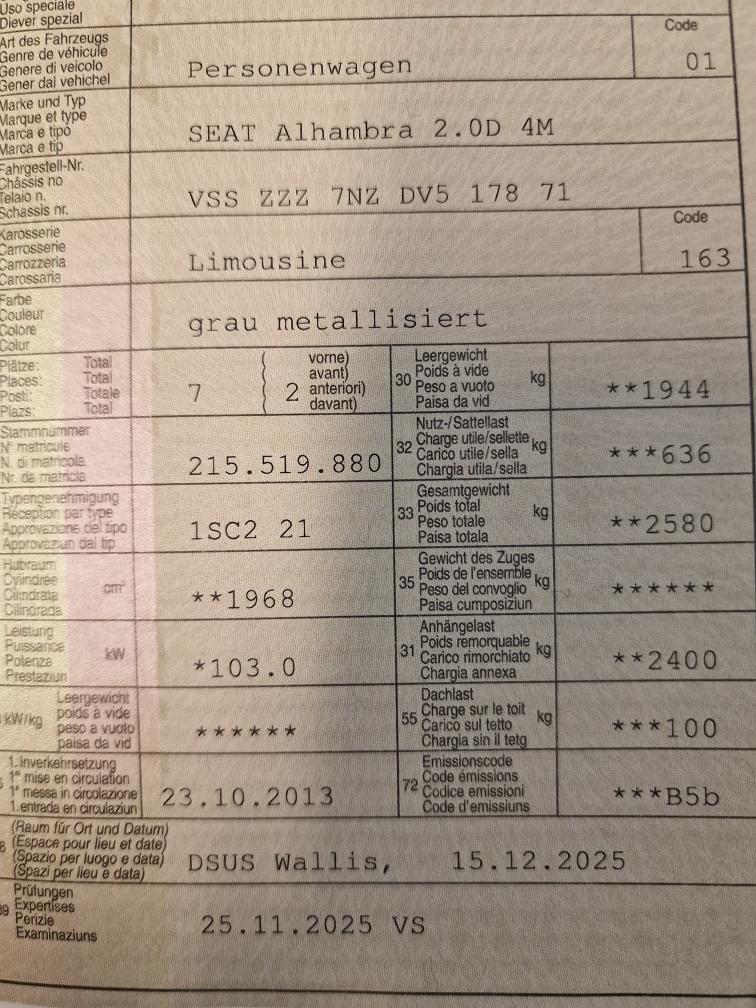 Uso speciale
Diever spezial
Art des Fahrzeugs
Genre de véhicule
Genere di veicolo
Gener dal vehichel
Personenwagen
Code
01
Marke und Typ
Marque et type
Marca e tipo
Marca e tip
SEAT Alhambra 2.0D 4M
Fahrgestell-Nr.
Châssis no
Telaio n.
Schassis nr.
VSS ZZZ 7NZ DV5 178 71
Karosserie
Carrosserie
Carrozzeria
Carossaria
Limousine
Code
163
Farbe
Couleur
Colore
Colur
grau metallisiert
Plätze: Total
Places: Total
Posti: Totale
Plazs: Total
7
2
vorne)
avant)
anteriori)
davant)
30
Leergewicht
Poids à vide
Peso a vuoto
Paisa da vid
kg
**1944
Stammnummer
N° matricule
N. di matricola
Nr. da matricla
215.519.880
32
Nutz-/Sattellast
Charge utile/sellette
Carico utile/sella
Chargia utila/sella
kg
***636
Typengenehmigung
Réception par type
Approvazione del tipo
Approvaziun dal tip
1SC2 21
33
Gesamtgewicht
Poids total
Peso totale
Paisa totala
kg
**2580
Hubraum
Cylindrée
Cilindrata
Cilindrada
cm³
**1968
35
Gewicht des Zuges
Poids de l'ensemble
Peso del convoglio
Paisa cumposiziun
kg
******
Leistung
Puissance
Potenza
Prestaziun
kW
*103.0
31
Anhängelast
Poids remorquable
Carico rimorchiato
Chargia annexa
kg
**2400
kW/kg
Leergewicht
poids à vide
peso a vuoto
paisa da vid
******
55
Dachlast
Charge sur le toit
Carico sul tetto
Chargia sin il tetg
kg
***100
1. Inverkehrsetzung
1re mise en circulation
1a messa in circolazione
1. entrada en circulaziun
23.10.2013
72
Emissionscode
Code émissions
Codice emissioni
Code d'emissiuns
***B5b
8
(Raum für Ort und Datum)
(Espace pour lieu et date)
(Spazio per luogo e data)
(Spazi per lieu e data)
DSUS Wallis, 15.12.2025
39
Prüfungen
Expertises
Perizie
Examinaziuns
25.11.2025 VS